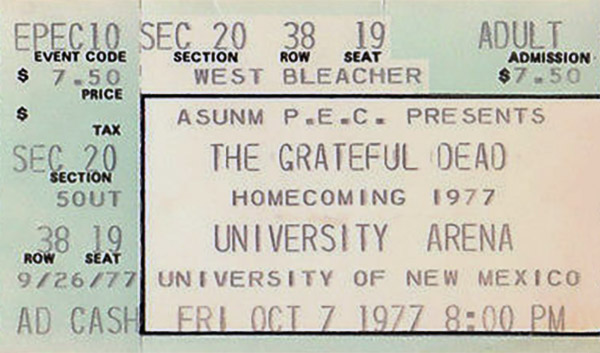 EPEC10 SEC 20 38 19 ADULT
EVENT CODE SECTION ROW SEAT ADMISSION
$ 7.50 WEST BLEACHER $7.50
PRICE
$
TAX
SEC 20
SECTION
SOUT
38 19
ROW SEAT
9/26/77
AD CASH
ASUNM P.E.C. PRESENTS
THE GRATEFUL DEAD
HOMECOMING 1977
UNIVERSITY ARENA
UNIVERSITY OF NEW MEXICO
FRI OCT 7 1977 8:00 PM